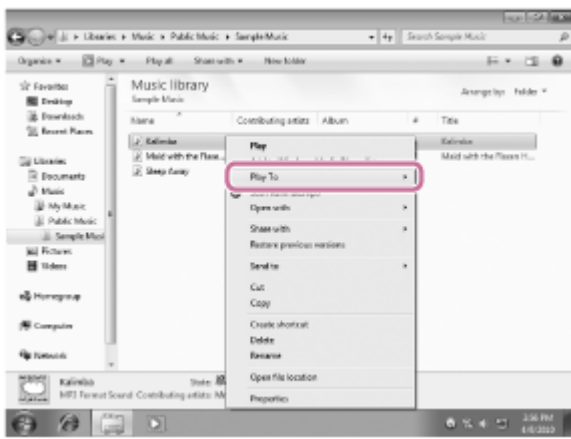 Libraries ▸ Music ▸ Public Music ▸ Sample Music
Search Sample Music
Organize Play Play all Share with New folder
Favorites
Desktop
Downloads
Recent Places
Libraries
Documents
Music
My Music
Public Music
Sample Musi
Pictures
Videos
Homegroup
Computer
Network
Music library
Sample Music
Arrange by: Folder
Name Contributing artists Album # Title
Kalimba Kalimba
Maid with the Flaxe... Maid with the Flaxen H...
Sleep Away
Play
Play To
Open with
Share with
Restore previous versions
Send to
Cut
Copy
Create shortcut
Delete
Rename
Open file location
Properties
Kalimba State:
MP3 Format Sound Contributing artists: M
3:56 PM